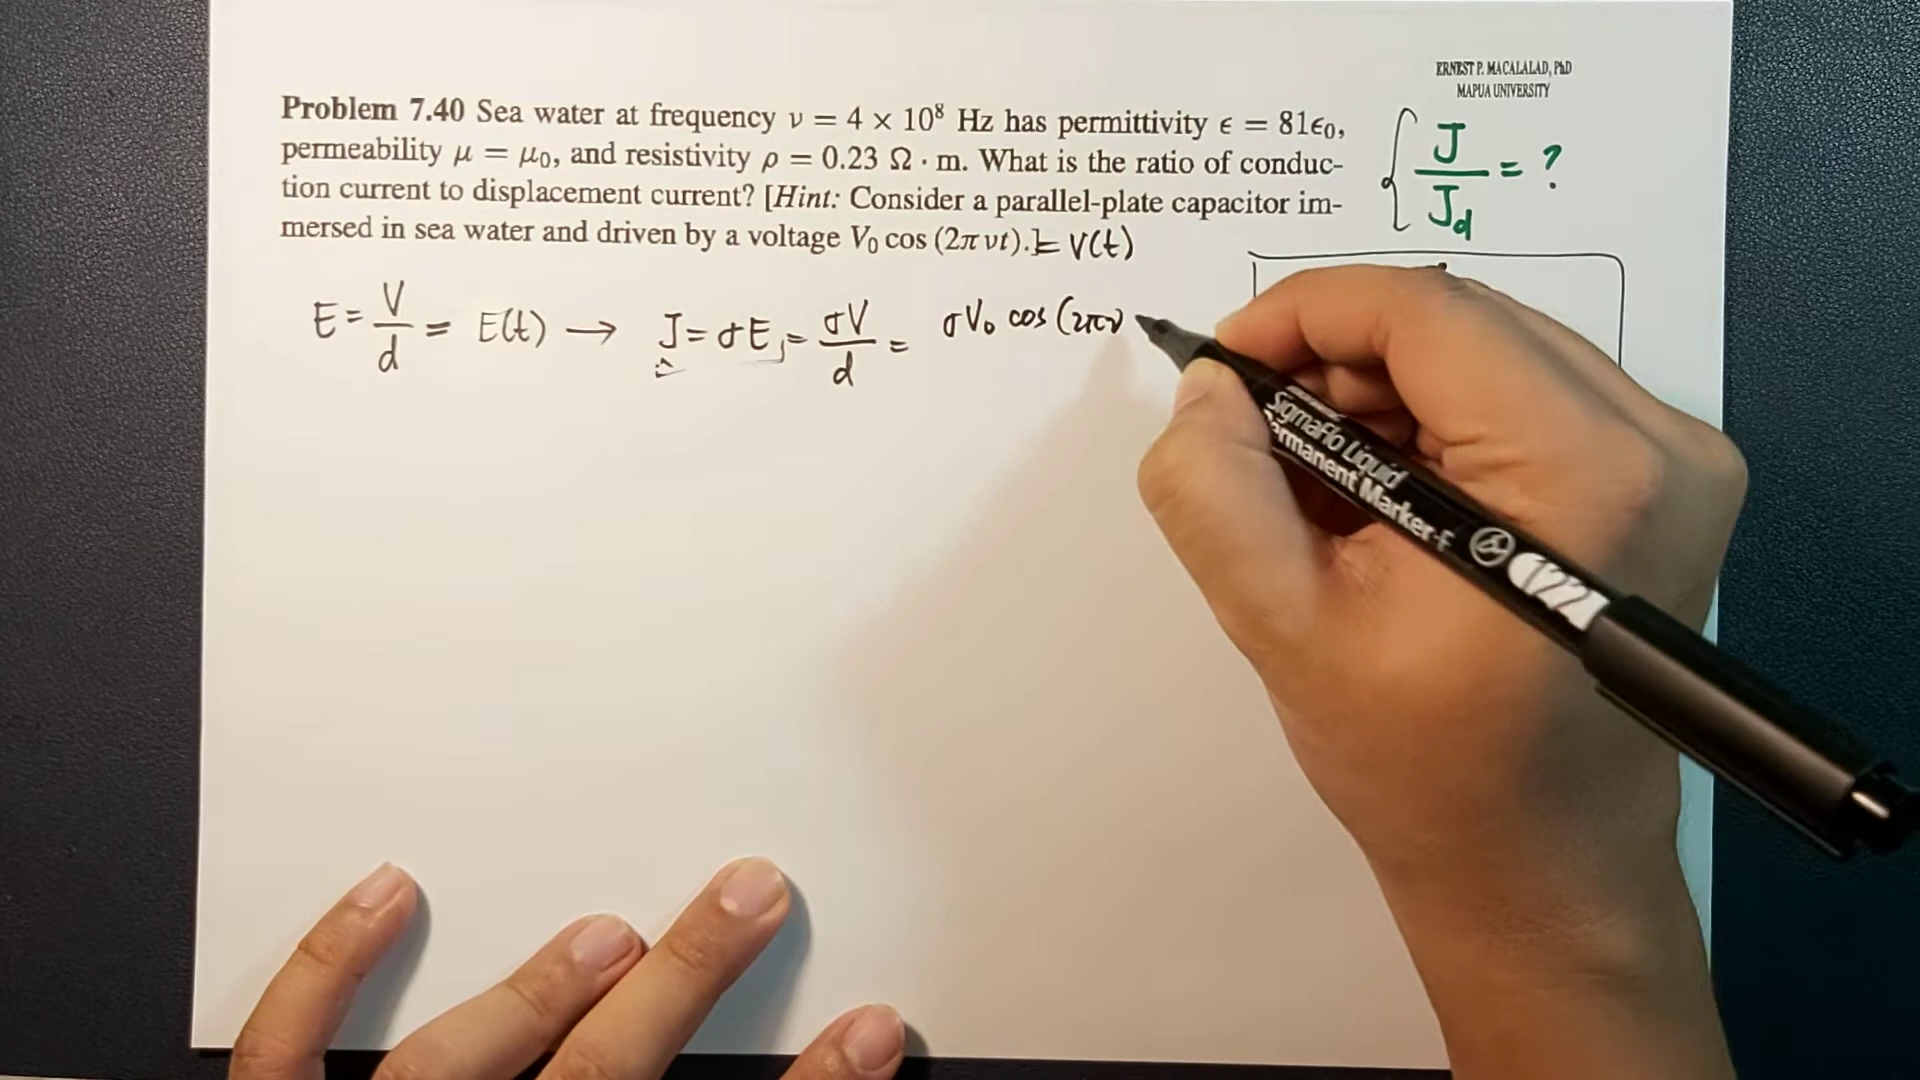 ERNEST P. MACALALAD, PhD
MAPUA UNIVERSITY
Problem 7.40 Sea water at frequency ν = 4 × 10⁸ Hz has permittivity ϵ = 81ϵ₀,
permeability μ = μ₀, and resistivity ρ = 0.23 Ω · m. What is the ratio of conduc-
tion current to displacement current? [Hint: Consider a parallel-plate capacitor im-
mersed in sea water and driven by a voltage V₀ cos (2π νt).] = V(t)
J/J_d = ?
E = V/d = E(t) → J = σE, = σV/d = σV₀ cos (2πν
Sigmaflo Liquid
Permanent Marker-F